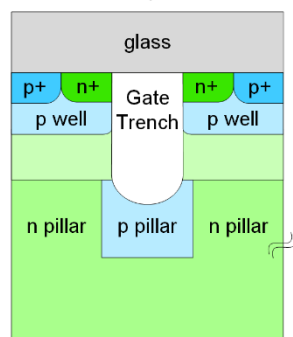 glass
p+ n+ n+ p+
Gate
Trench
p well p well
n pillar p pillar n pillar